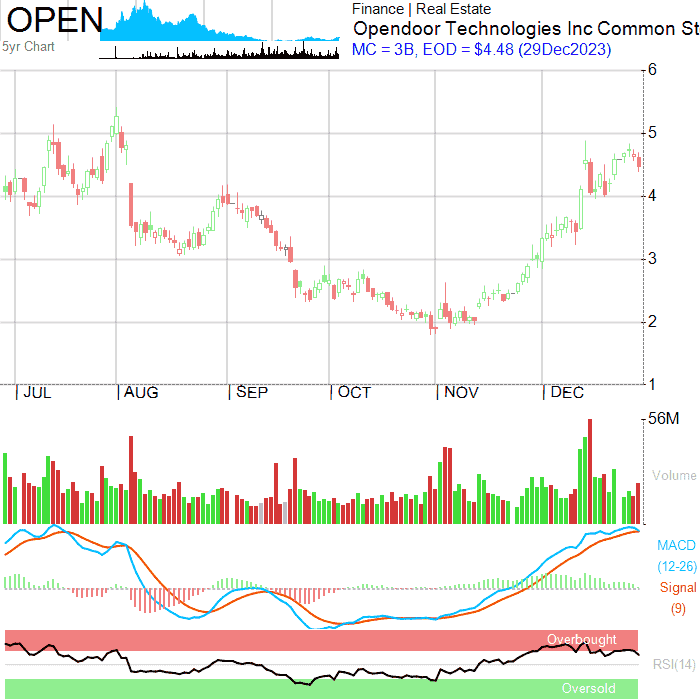 OPEN
5yr Chart
Finance | Real Estate
Opendoor Technologies Inc Common St
MC = 3B, EOD = $4.48 (29Dec2023)
6
5
4
3
2
1
| JUL | AUG | SEP | OCT | NOV | DEC
56M
Volume
MACD
(12-26)
Signal
(9)
Overbought
RSI(14)
Oversold